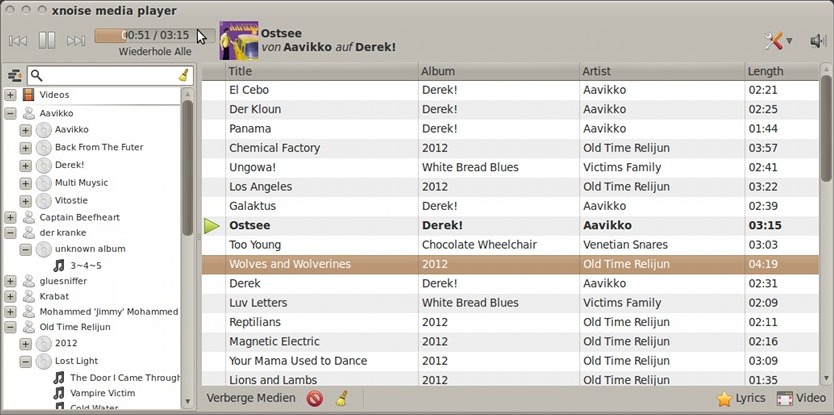 xnoise media player
00:51 / 03:15
Wiederhole Alle
Ostsee
von Aavikko auf Derek!
Videos
Aavikko
Aavikko
Back From The Futer
Derek!
Multi Muysic
Vitostie
Captain Beefheart
der kranke
unknown album
3~4~5
gluesniffer
Krabat
Mohammed 'Jimmy' Mohammed
Old Time Relijun
2012
Lost Light
The Door I Came Through
Vampire Victim
Cold Water
Title Album Artist Length
El Cebo Derek! Aavikko 02:21
Der Kloun Derek! Aavikko 02:25
Panama Derek! Aavikko 01:44
Chemical Factory 2012 Old Time Relijun 03:57
Ungowa! White Bread Blues Victims Family 02:41
Los Angeles 2012 Old Time Relijun 03:22
Galaktus Derek! Aavikko 02:39
Ostsee Derek! Aavikko 03:15
Too Young Chocolate Wheelchair Venetian Snares 03:03
Wolves and Wolverines 2012 Old Time Relijun 04:19
Derek Derek! Aavikko 02:31
Luv Letters White Bread Blues Victims Family 02:09
Reptilians 2012 Old Time Relijun 02:11
Magnetic Electric 2012 Old Time Relijun 02:16
Your Mama Used to Dance 2012 Old Time Relijun 03:09
Lions and Lambs 2012 Old Time Relijun 01:35
Verberge Medien Lyrics Video